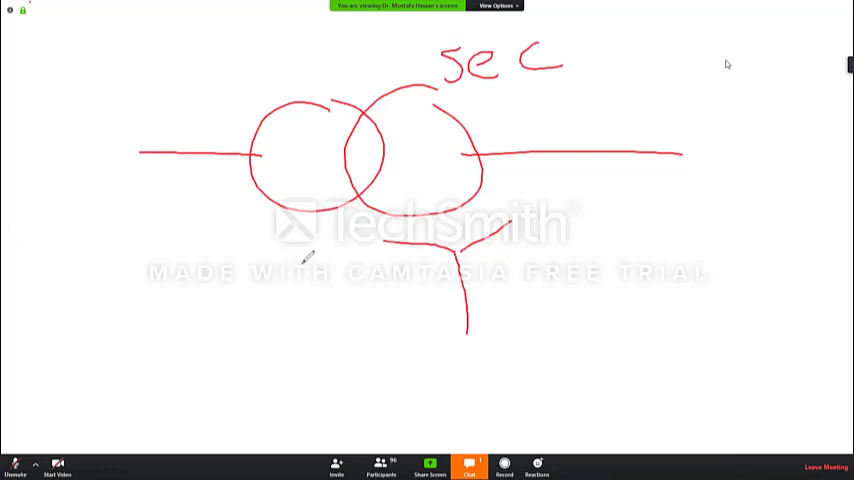 You are viewing Dr. Mostafa Hassan's screen
View Options
sec
TechSmith
MADE WITH CAMTASIA FREE TRIAL
Unmute
Start Video
Invite
96
Participants
Share Screen
1
Chat
Record
Reactions
Leave Meeting